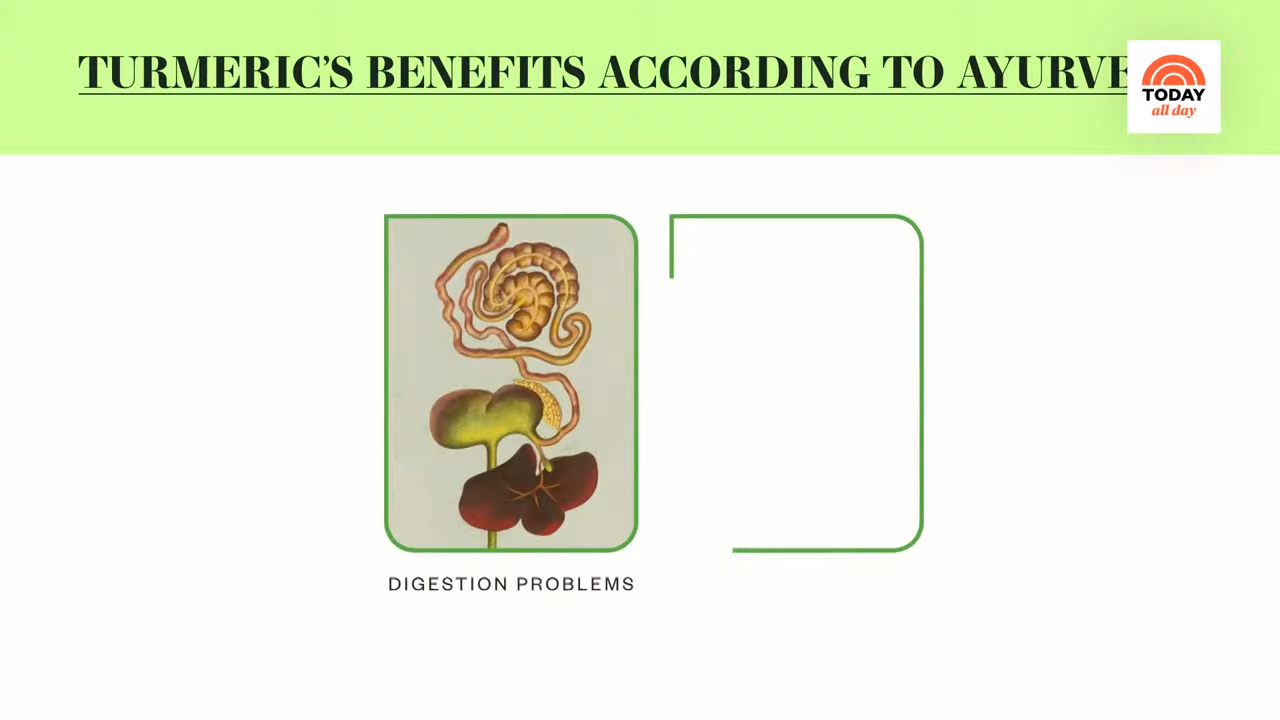 TURMERIC'S BENEFITS ACCORDING TO AYURVE
TODAY
all day
DIGESTION PROBLEMS